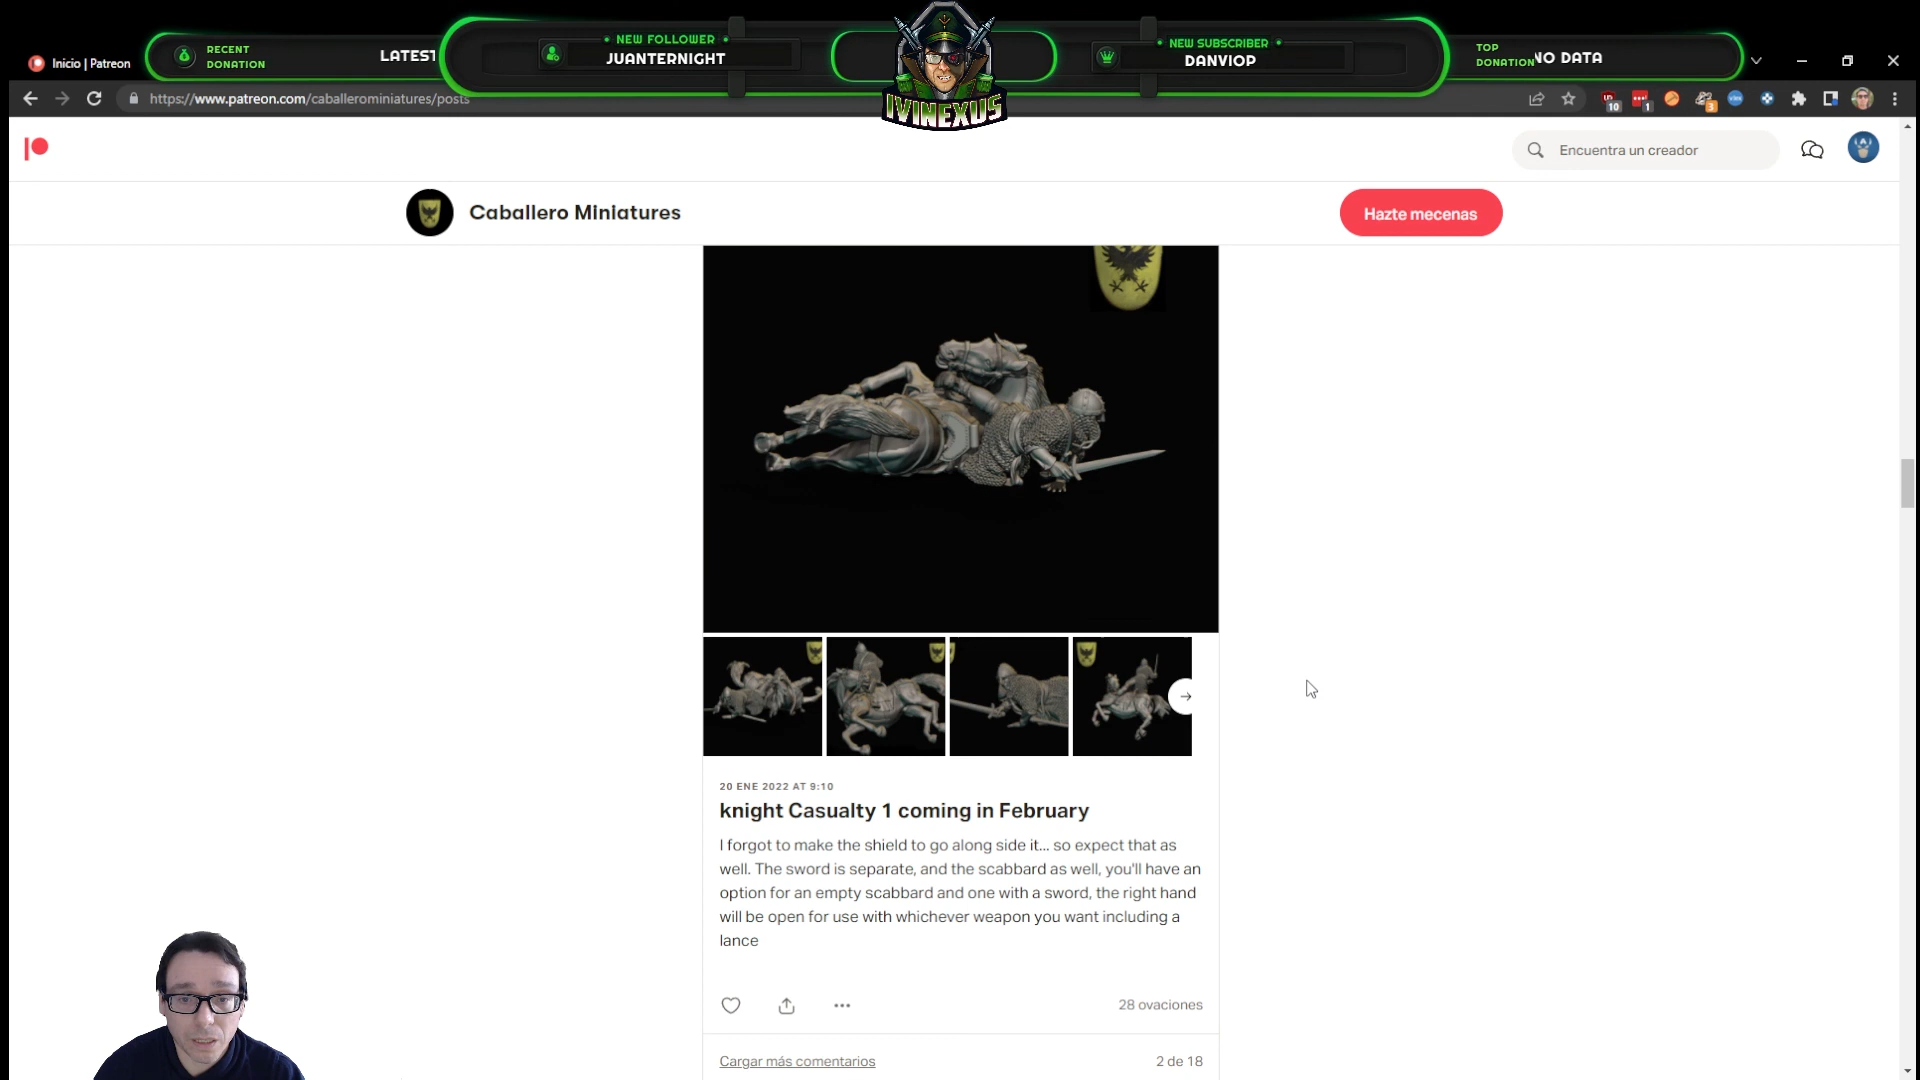 NEW FOLLOWER
JUANTERNIGHT
NEW SUBSCRIBER
DANVIOP
RECENT
DONATION
LATEST
TOP
DONATION
NO DATA
IVINEXUS
Inicio | Patreon
https://www.patreon.com/caballerominiatures/posts
10
1
3
Encuentra un creador
Caballero Miniatures
Hazte mecenas
20 ENE 2022 AT 9:10
knight Casualty 1 coming in February
I forgot to make the shield to go along side it... so expect that as
well. The sword is separate, and the scabbard as well, you'll have an
option for an empty scabbard and one with a sword, the right hand
will be open for use with whichever weapon you want including a
lance
28 ovaciones
Cargar más comentarios
2 de 18